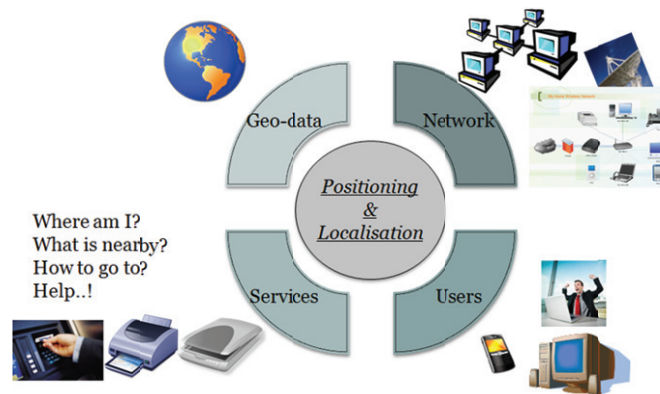 Geo-data
Network
Positioning
&
Localisation
Where am I?
What is nearby?
How to go to?
Help..!
Services
Users